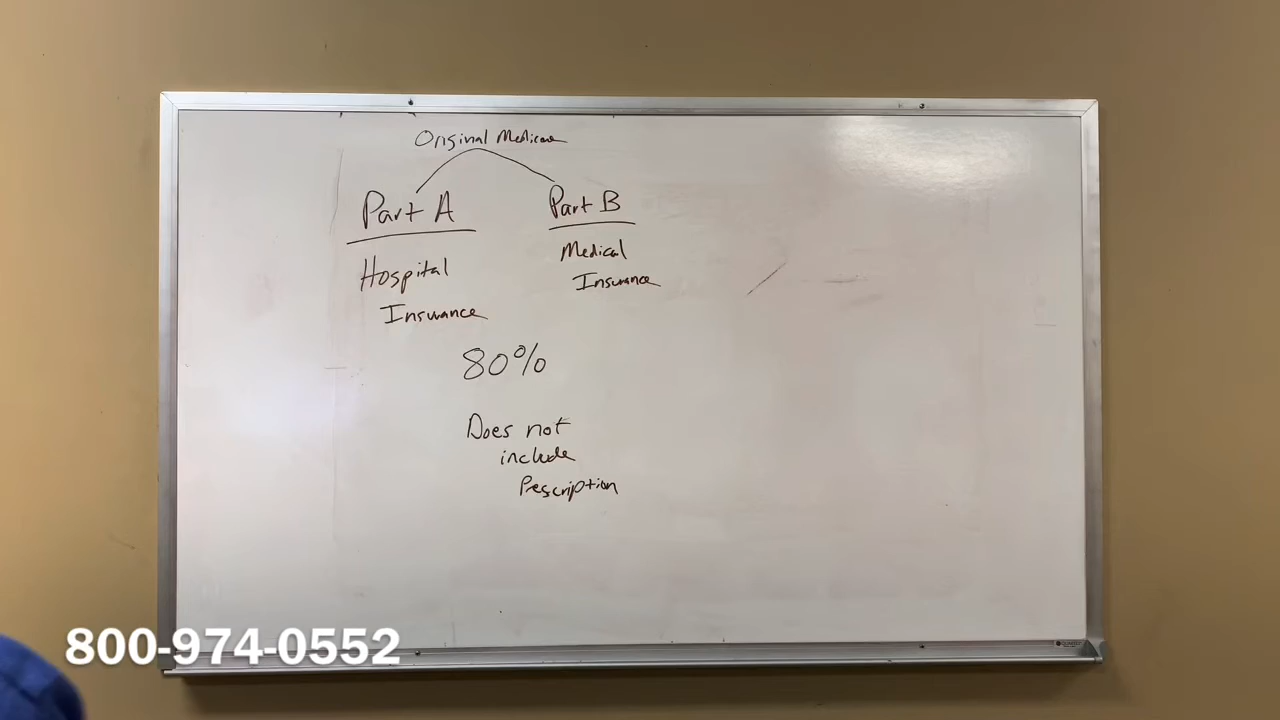 Original Medicare
Part A
Hospital
Insurance
Part B
Medical
Insurance
80%
Does not
include
Prescription
800-974-0552